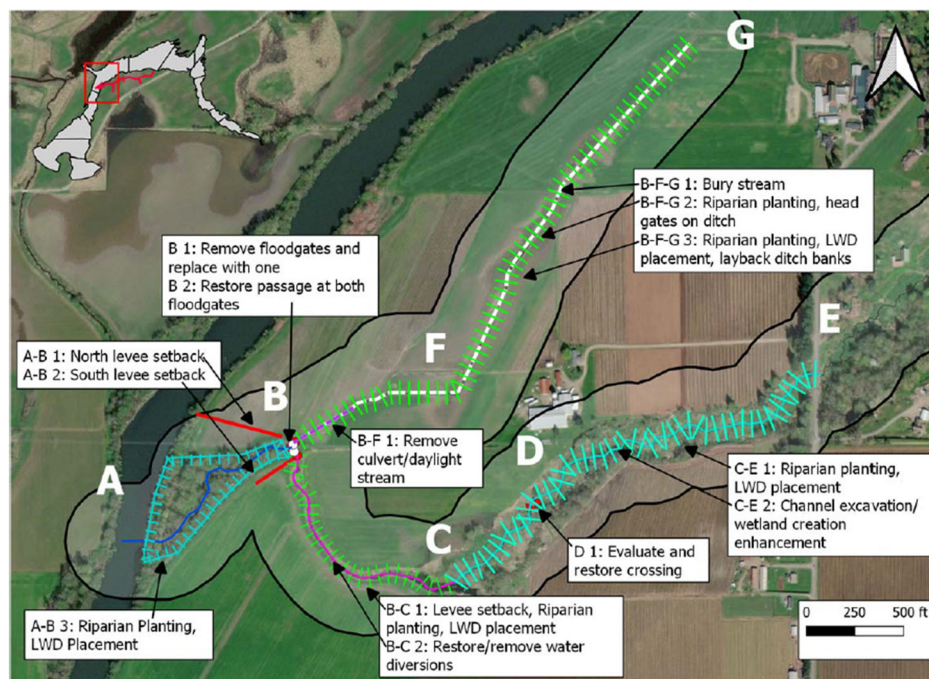 G
B-F-G 1: Bury stream
B-F-G 2: Riparian planting, head
gates on ditch
B-F-G 3: Riparian planting, LWD
placement, layback ditch banks
B 1: Remove floodgates and
replace with one
B 2: Restore passage at both
floodgates
E
F
A-B 1: North levee setback
A-B 2: South levee setback
B
B-F 1: Remove
culvert/daylight
stream
D
A
C-E 1: Riparian planting,
LWD placement
C-E 2: Channel excavation/
wetland creation
enhancement
C
D 1: Evaluate and
restore crossing
A-B 3: Riparian Planting,
LWD Placement
B-C 1: Levee setback, Riparian
planting, LWD placement
B-C 2: Restore/remove water
diversions
0 250 500 ft